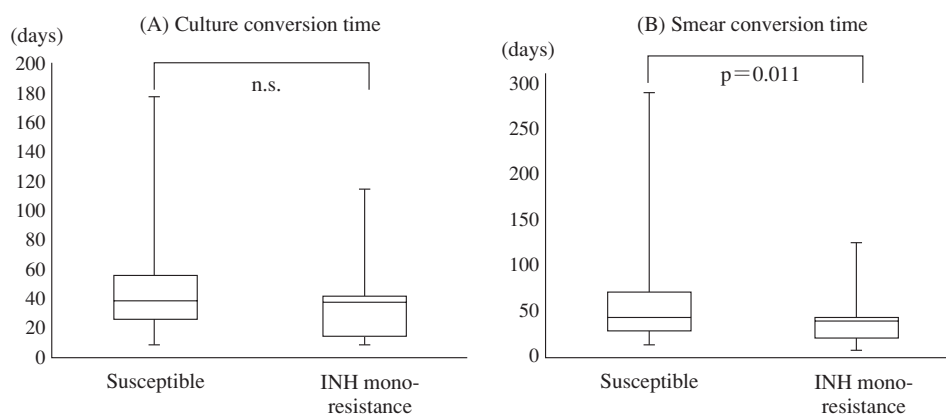 (A) Culture conversion time
(days)
200
180
160
140
120
100
80
60
40
20
0
n.s.
Susceptible
INH mono-
resistance
(B) Smear conversion time
(days)
300
250
200
150
100
50
0
p=0.011
Susceptible
INH mono-
resistance